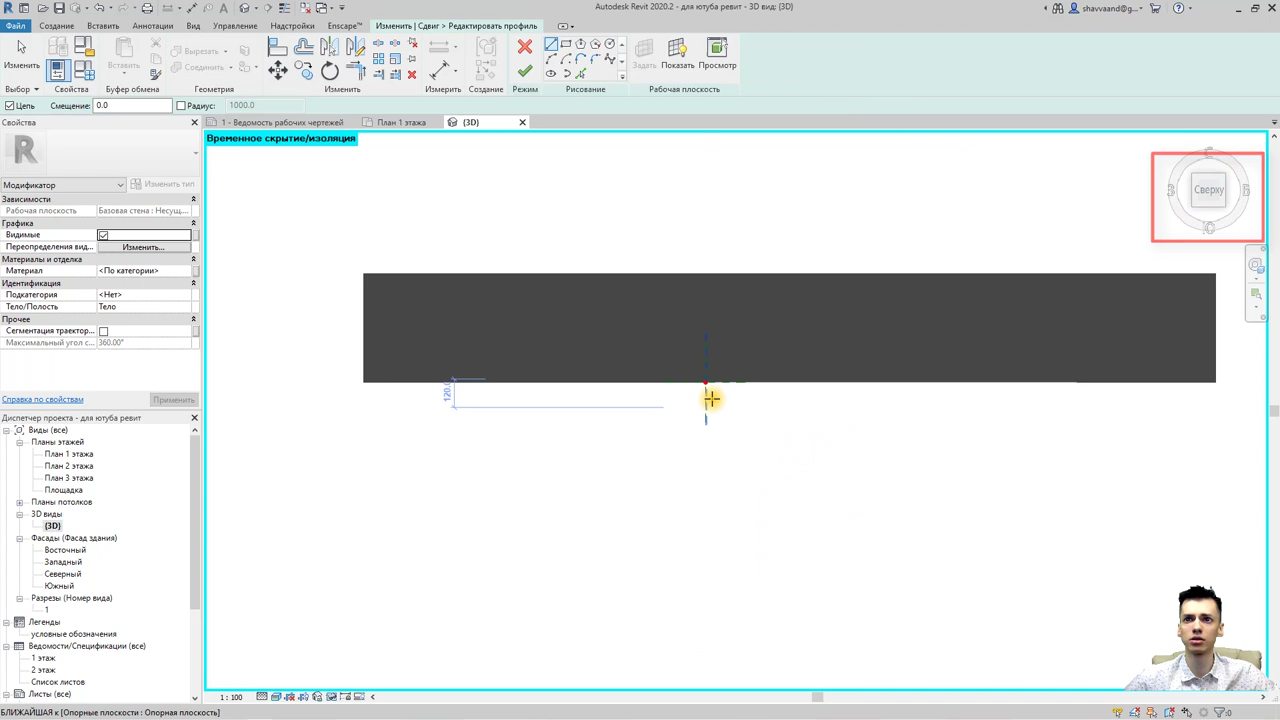 Autodesk Revit 2020.2 - для ютуба ревит - 3D вид: {3D}
shavvaand@g...
Файл
Создание
Вставить
Аннотации
Вид
Управление
Надстройки
Enscape™
Изменить | Сдвиг > Редактировать профиль
Изменить
Вставить
Вырезать
Соединить
Задать
Показать
Просмотр
Выбор
Свойства
Буфер обмена
Геометрия
Изменить
Измерить
Создание
Режим
Рисование
Рабочая плоскость
Цепь
Смещение:
0.0
Радиус:
1000.0
Свойства
1 - Ведомость рабочих чертежей
План 1 этажа
{3D}
Временное скрытие/изоляция
Сверху
R
Модификатор
Изменить тип
Зависимости
Рабочая плоскость
Базовая стена : Несущ...
Графика
Видимые
Переопределения вид...
Изменить...
Материалы и отделка
Материал
<По категории>
Идентификация
Подкатегория
<Нет>
Тело/Полость
Тело
Прочее
Сегментация траектор...
Максимальный угол с...
360.00°
Справка по свойствам
Применить
120.0
Диспетчер проекта - для ютуба ревит
Виды (все)
Планы этажей
План 1 этажа
План 2 этажа
План 3 этажа
Площадка
Планы потолков
3D виды
{3D}
Фасады (Фасад здания)
Восточный
Западный
Северный
Южный
Разрезы (Номер вида)
1
Легенды
условные обозначения
Ведомости/Спецификации (все)
1 этаж
2 этаж
Список листов
Листы (все)
1 : 100
БЛИЖАЙШАЯ к [Опорные плоскости : Опорная плоскость]
:0